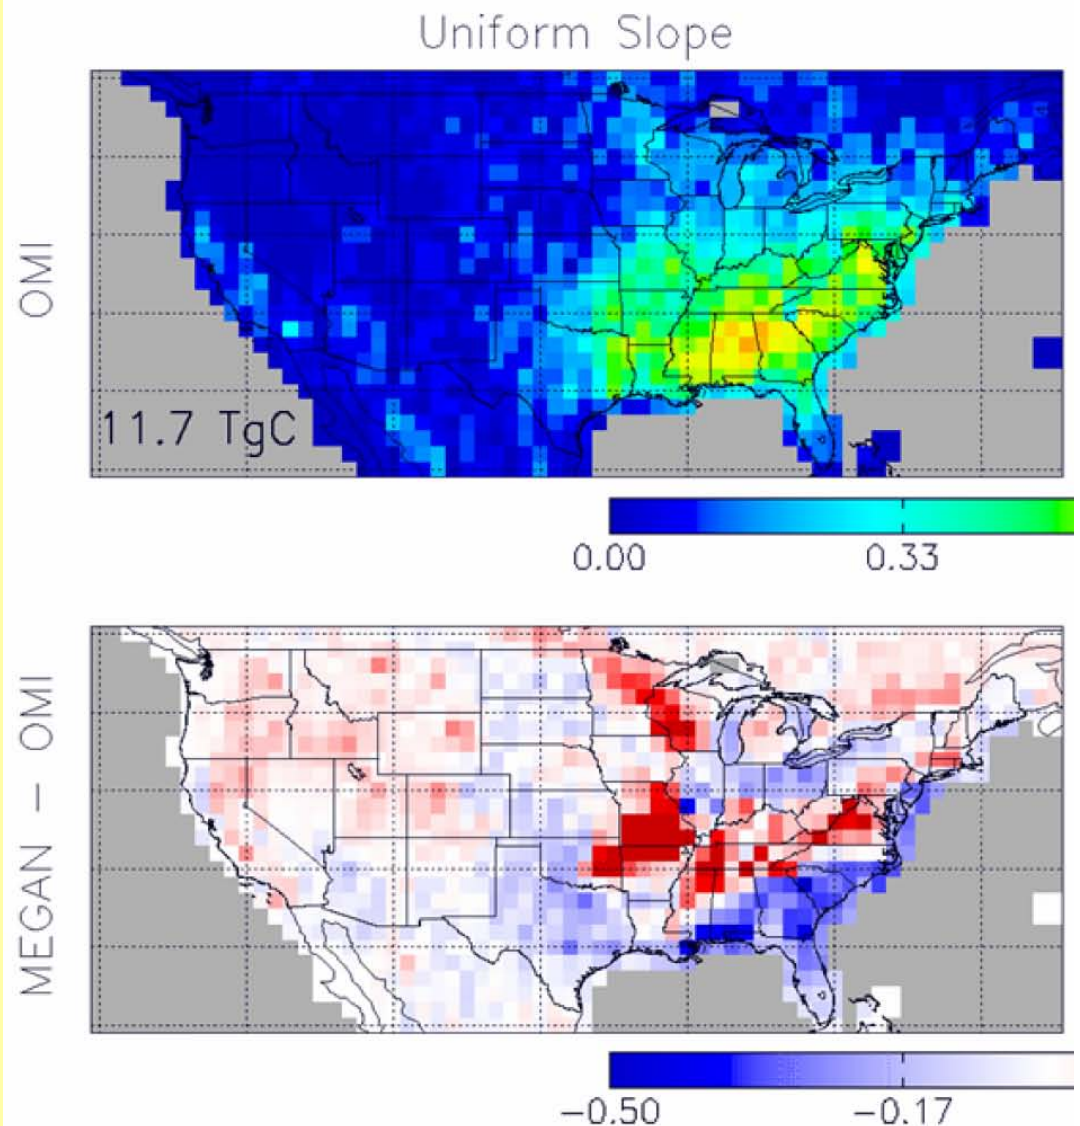 Uniform Slope
OMI
11.7 TgC
0.00 0.33
MEGAN – OMI
−0.50 −0.17